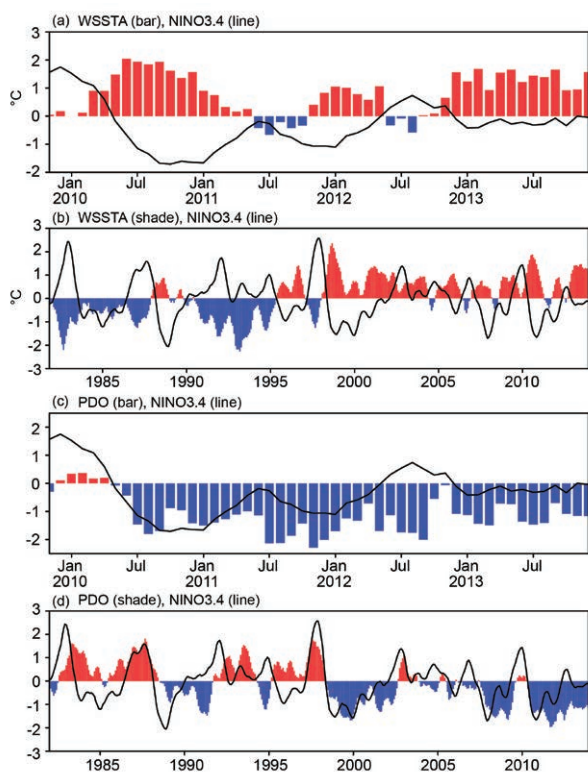 (a) WSSTA (bar), NINO3.4 (line)
3
2
1
0
-1
-2
°C
Jan Jul Jan Jul Jan Jul Jan Jul
2010 2011 2012 2013
(b) WSSTA (shade), NINO3.4 (line)
3
2
1
0
-1
-2
-3
°C
1985 1990 1995 2000 2005 2010
(c) PDO (bar), NINO3.4 (line)
2
1
0
-1
-2
Jan Jul Jan Jul Jan Jul Jan Jul
2010 2011 2012 2013
(d) PDO (shade), NINO3.4 (line)
3
2
1
0
-1
-2
-3
1985 1990 1995 2000 2005 2010